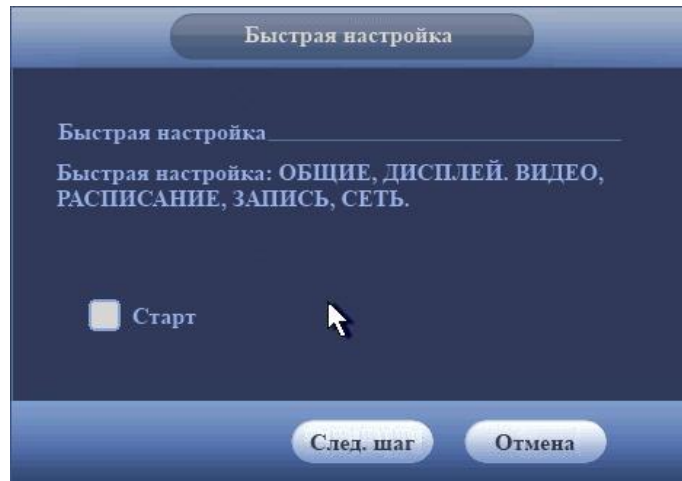 Быстрая настройка
Быстрая настройка
Быстрая настройка: ОБЩИЕ, ДИСПЛЕЙ. ВИДЕО,
РАСПИСАНИЕ, ЗАПИСЬ, СЕТЬ.
Старт
След. шаг Отмена